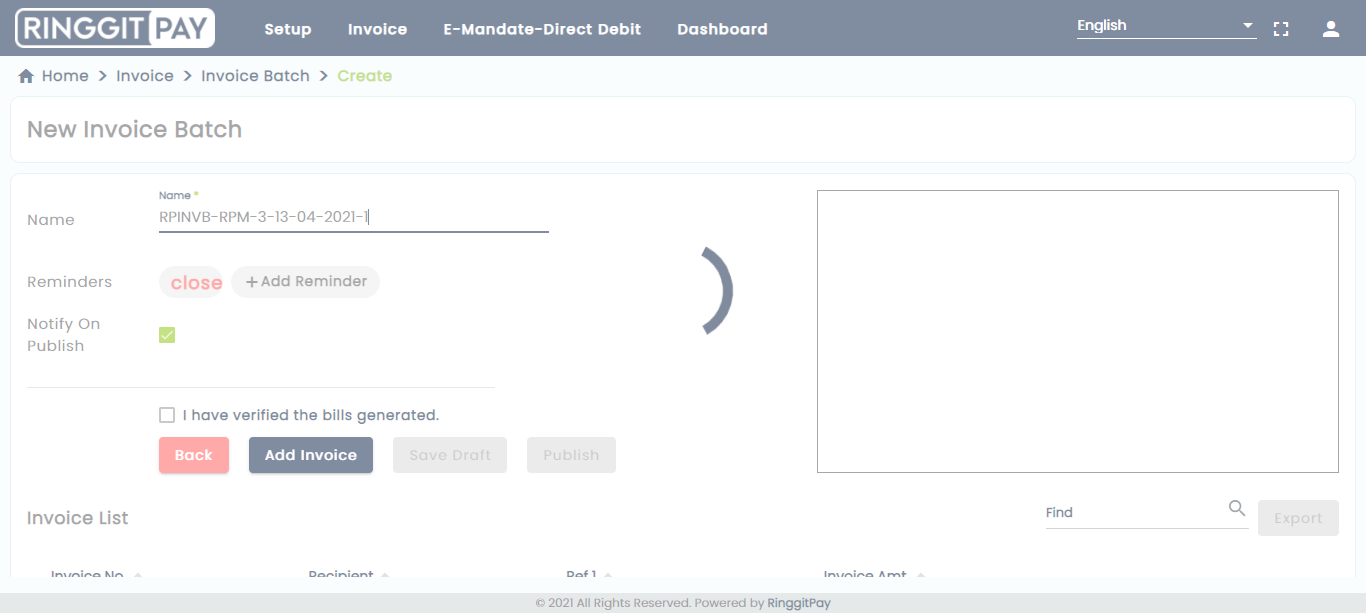 RINGGIT PAY Setup Invoice E-Mandate-Direct Debit Dashboard English
Home > Invoice > Invoice Batch > Create
New Invoice Batch
Name *
Name RPINVB-RPM-3-13-04-2021-1
Reminders close +Add Reminder
Notify On
Publish
I have verified the bills generated.
Back Add Invoice Save Draft Publish
Invoice List Find Export
Invoice No Recipient Ref 1 Invoice Amt
© 2021 All Rights Reserved. Powered by RinggitPay